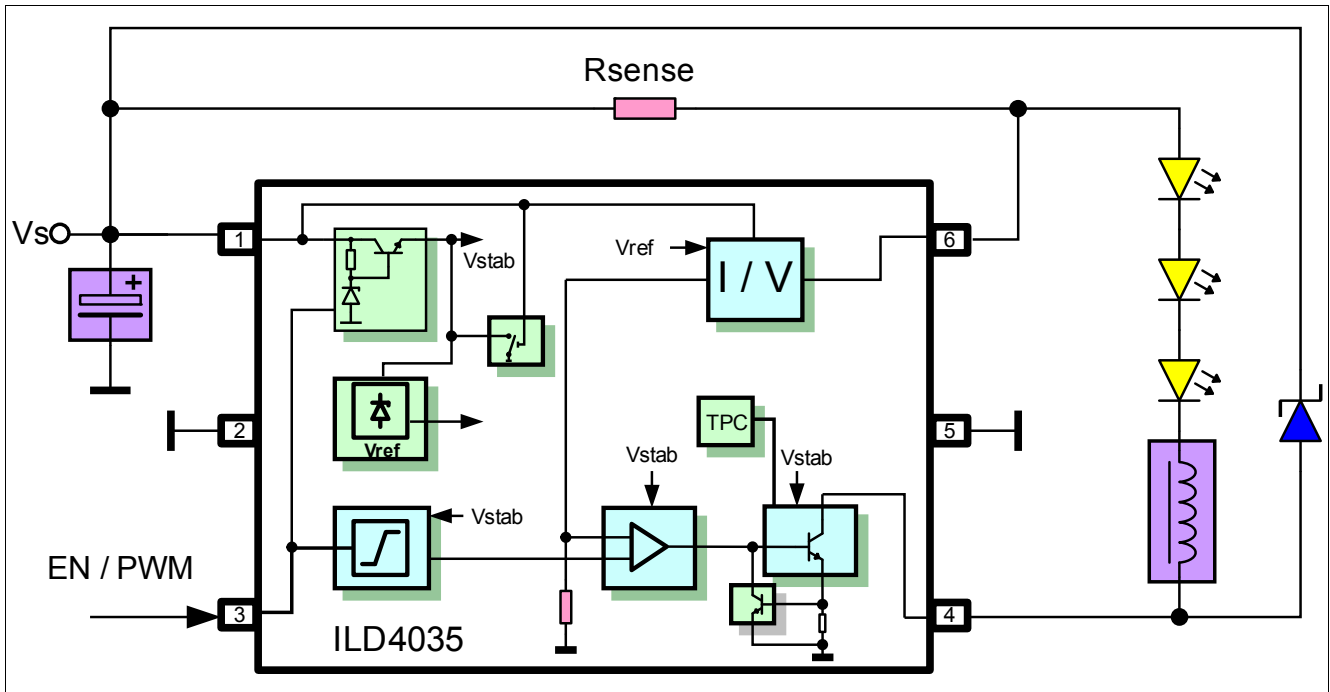 Rsense
Vs
+
1
Vstab
Vref
I / V
6
2
Vref
TPC
5
Vstab
Vstab
Vstab
EN / PWM
3
ILD4035
4